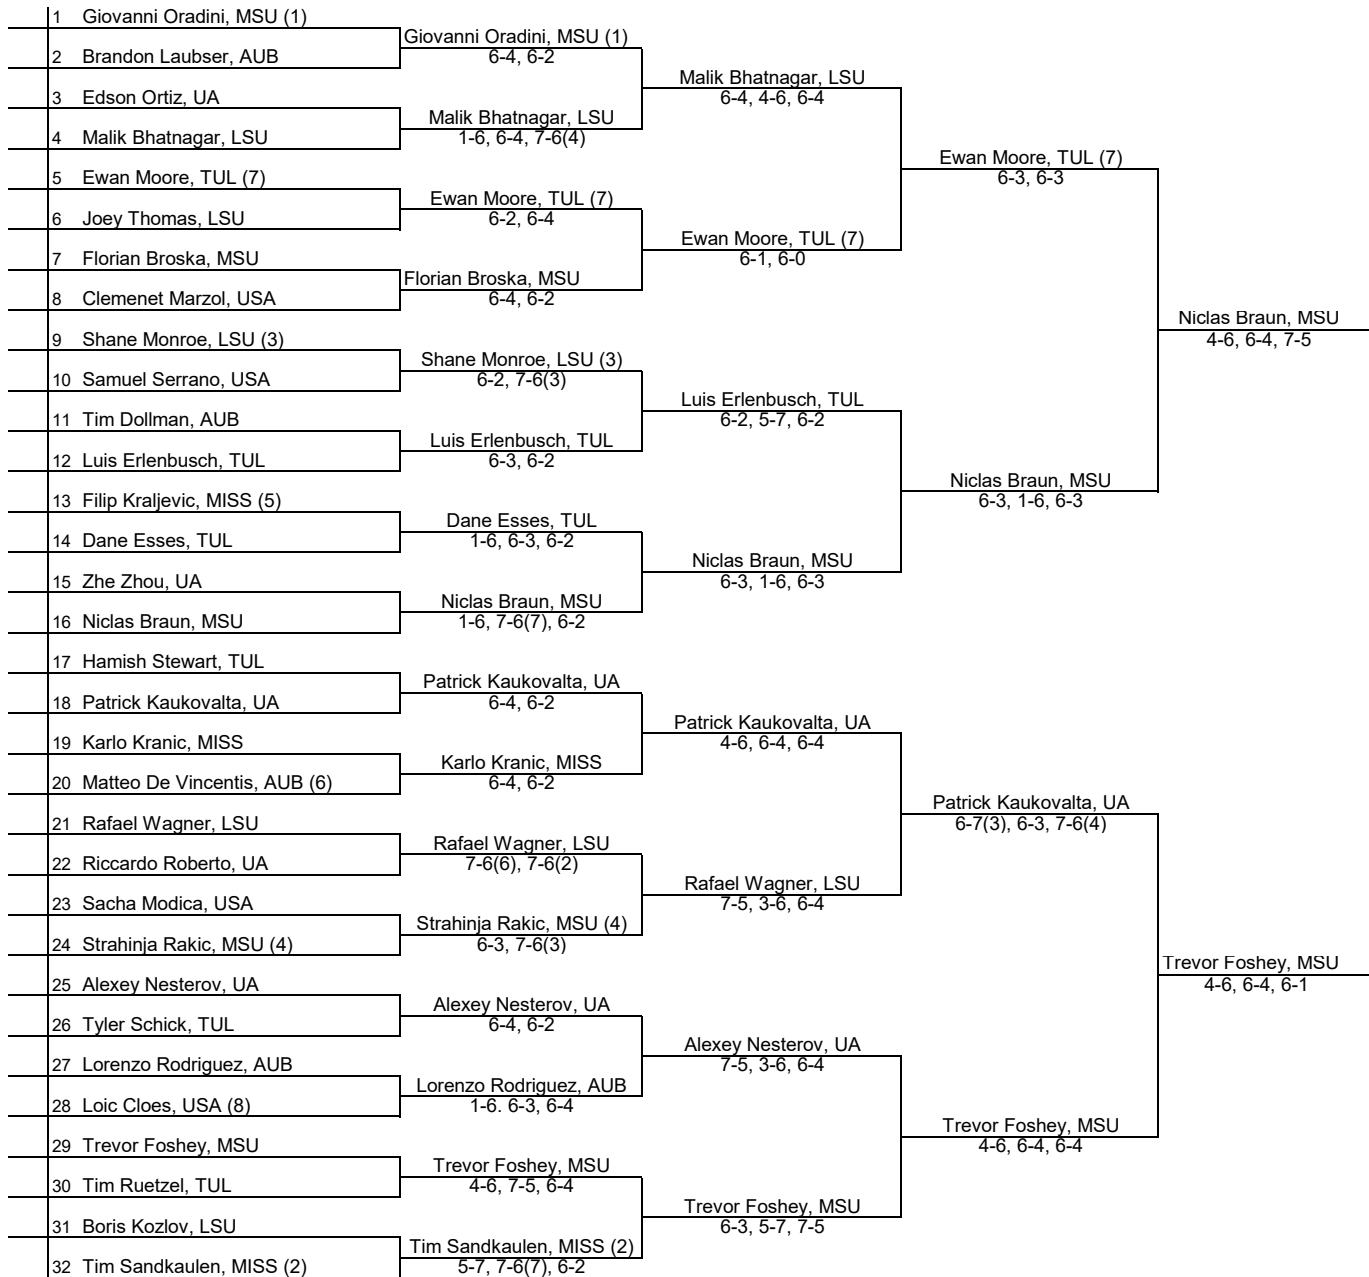 1 Giovanni Oradini, MSU (1)
2 Brandon Laubser, AUB
3 Edson Ortiz, UA
4 Malik Bhatnagar, LSU
5 Ewan Moore, TUL (7)
6 Joey Thomas, LSU
7 Florian Broska, MSU
8 Clemenet Marzol, USA
9 Shane Monroe, LSU (3)
10 Samuel Serrano, USA
11 Tim Dollman, AUB
12 Luis Erlenbusch, TUL
13 Filip Kraljevic, MISS (5)
14 Dane Esses, TUL
15 Zhe Zhou, UA
16 Niclas Braun, MSU
17 Hamish Stewart, TUL
18 Patrick Kaukovalta, UA
19 Karlo Kranic, MISS
20 Matteo De Vincentis, AUB (6)
21 Rafael Wagner, LSU
22 Riccardo Roberto, UA
23 Sacha Modica, USA
24 Strahinja Rakic, MSU (4)
25 Alexey Nesterov, UA
26 Tyler Schick, TUL
27 Lorenzo Rodriguez, AUB
28 Loic Cloes, USA (8)
29 Trevor Foshey, MSU
30 Tim Ruetzel, TUL
31 Boris Kozlov, LSU
32 Tim Sandkaulen, MISS (2)
Giovanni Oradini, MSU (1)
6-4, 6-2
Malik Bhatnagar, LSU
1-6, 6-4, 7-6(4)
Ewan Moore, TUL (7)
6-2, 6-4
Florian Broska, MSU
6-4, 6-2
Shane Monroe, LSU (3)
6-2, 7-6(3)
Luis Erlenbusch, TUL
6-3, 6-2
Dane Esses, TUL
1-6, 6-3, 6-2
Niclas Braun, MSU
1-6, 7-6(7), 6-2
Patrick Kaukovalta, UA
6-4, 6-2
Karlo Kranic, MISS
6-4, 6-2
Rafael Wagner, LSU
7-6(6), 7-6(2)
Strahinja Rakic, MSU (4)
6-3, 7-6(3)
Alexey Nesterov, UA
6-4, 6-2
Lorenzo Rodriguez, AUB
1-6. 6-3, 6-4
Trevor Foshey, MSU
4-6, 7-5, 6-4
Tim Sandkaulen, MISS (2)
5-7, 7-6(7), 6-2
Malik Bhatnagar, LSU
6-4, 4-6, 6-4
Ewan Moore, TUL (7)
6-1, 6-0
Luis Erlenbusch, TUL
6-2, 5-7, 6-2
Niclas Braun, MSU
6-3, 1-6, 6-3
Patrick Kaukovalta, UA
4-6, 6-4, 6-4
Rafael Wagner, LSU
7-5, 3-6, 6-4
Alexey Nesterov, UA
7-5, 3-6, 6-4
Trevor Foshey, MSU
6-3, 5-7, 7-5
Ewan Moore, TUL (7)
6-3, 6-3
Niclas Braun, MSU
6-3, 1-6, 6-3
Patrick Kaukovalta, UA
6-7(3), 6-3, 7-6(4)
Trevor Foshey, MSU
4-6, 6-4, 6-4
Niclas Braun, MSU
4-6, 6-4, 7-5
Trevor Foshey, MSU
4-6, 6-4, 6-1